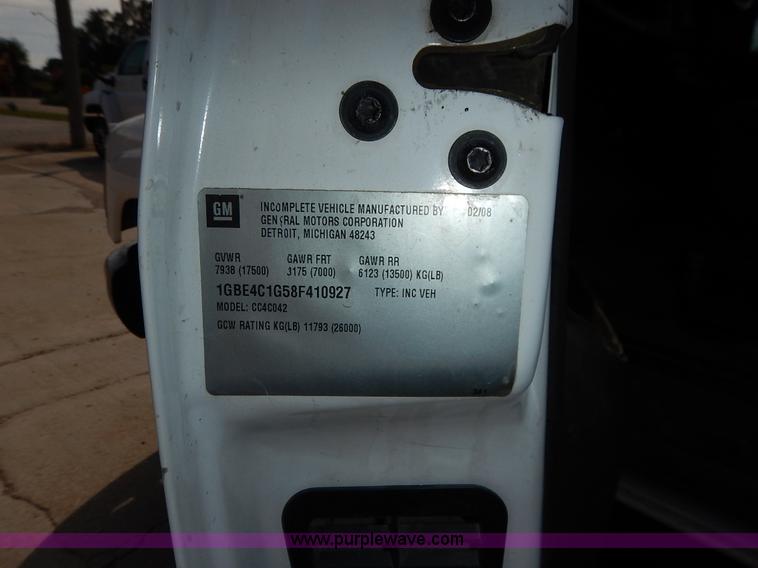 GM
INCOMPLETE VEHICLE MANUFACTURED BY 02/08
GENERAL MOTORS CORPORATION
DETROIT, MICHIGAN 48243
GVWR GAWR FRT GAWR RR
7938 (17500) 3175 (7000) 6123 (13500) KG(LB)
1GBE4C1G58F410927 TYPE: INC VEH
MODEL: CC4C042
GCW RATING KG(LB) 11793 (26000)
www.purplewave.com